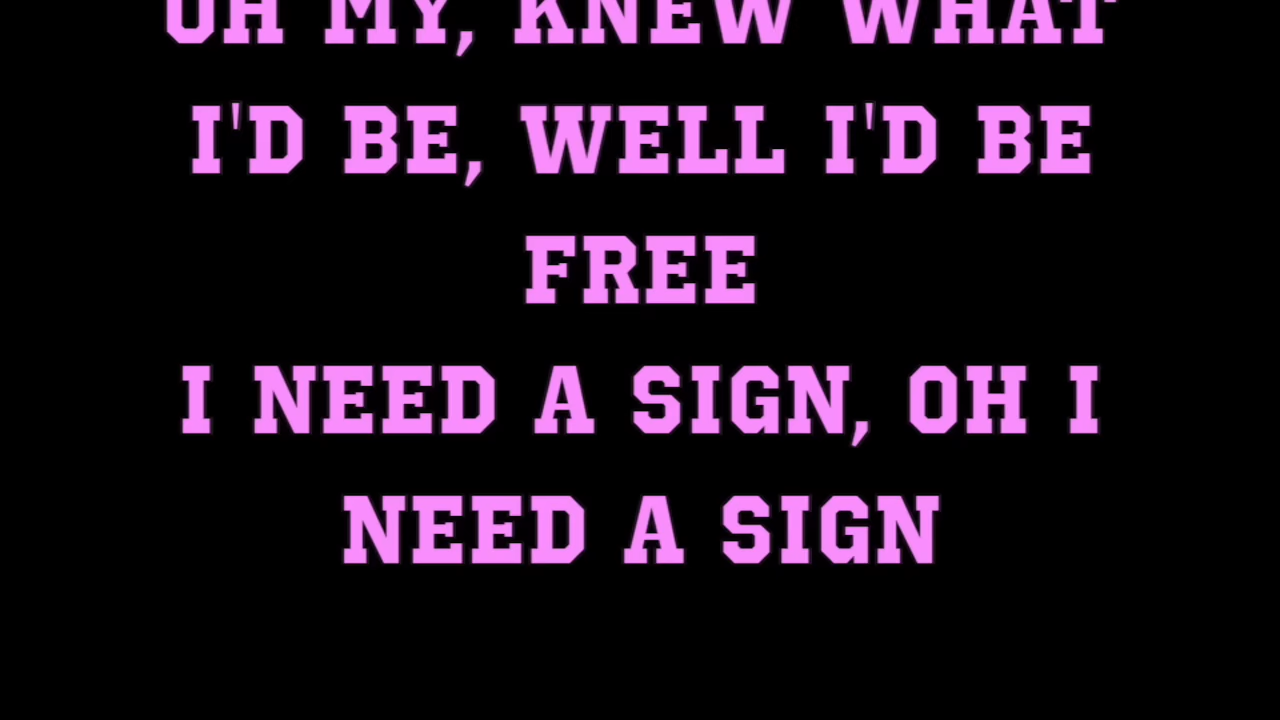 OH MY, KNEW WHAT
I'D BE, WELL I'D BE
FREE
I NEED A SIGN, OH I
NEED A SIGN